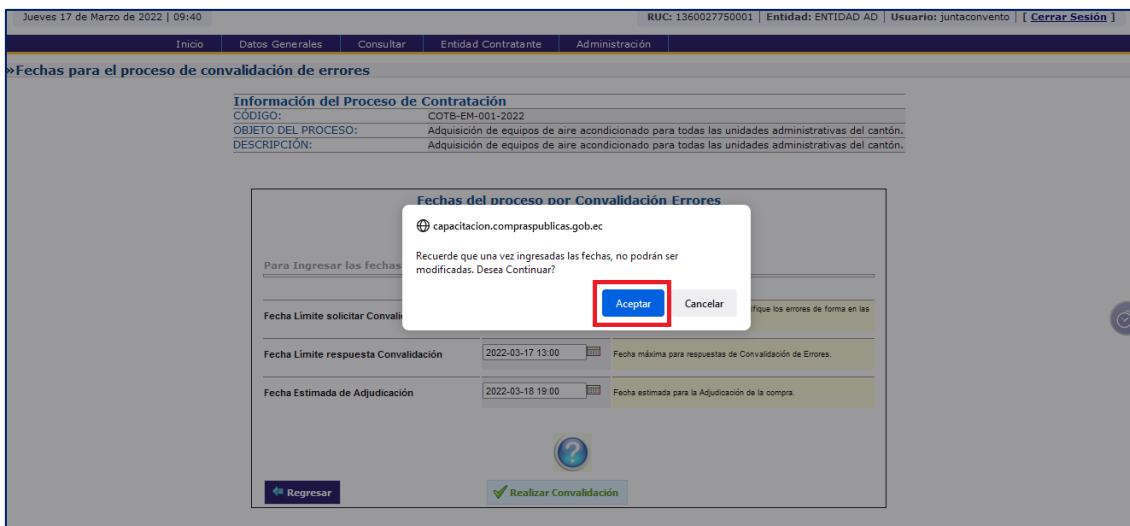 Jueves 17 de Marzo de 2022 | 09:40
RUC: 1360027750001 | Entidad: ENTIDAD AD | Usuario: juntaconvento | [ Cerrar Sesión ]
Inicio Datos Generales Consultar Entidad Contratante Administración
»Fechas para el proceso de convalidación de errores
Información del Proceso de Contratación
CÓDIGO: COTB-EM-001-2022
OBJETO DEL PROCESO: Adquisición de equipos de aire acondicionado para todas las unidades administrativas del cantón.
DESCRIPCIÓN: Adquisición de equipos de aire acondicionado para todas las unidades administrativas del cantón.
Fechas del proceso por Convalidación Errores
capacitacion.compraspublicas.gob.ec
Recuerde que una vez ingresadas las fechas, no podrán ser
modificadas. Desea Continuar?
Aceptar Cancelar
Para Ingresar las fechas
Fecha Límite solicitar los errores de forma en las
Fecha Límite respuesta Convalidación 2022-03-17 13:00 Fecha máxima para respuestas de Convalidación de Errores.
Fecha Estimada de Adjudicación 2022-03-18 19:00 Fecha estimada para la Adjudicación de la compra.
?
Regresar Realizar Convalidación